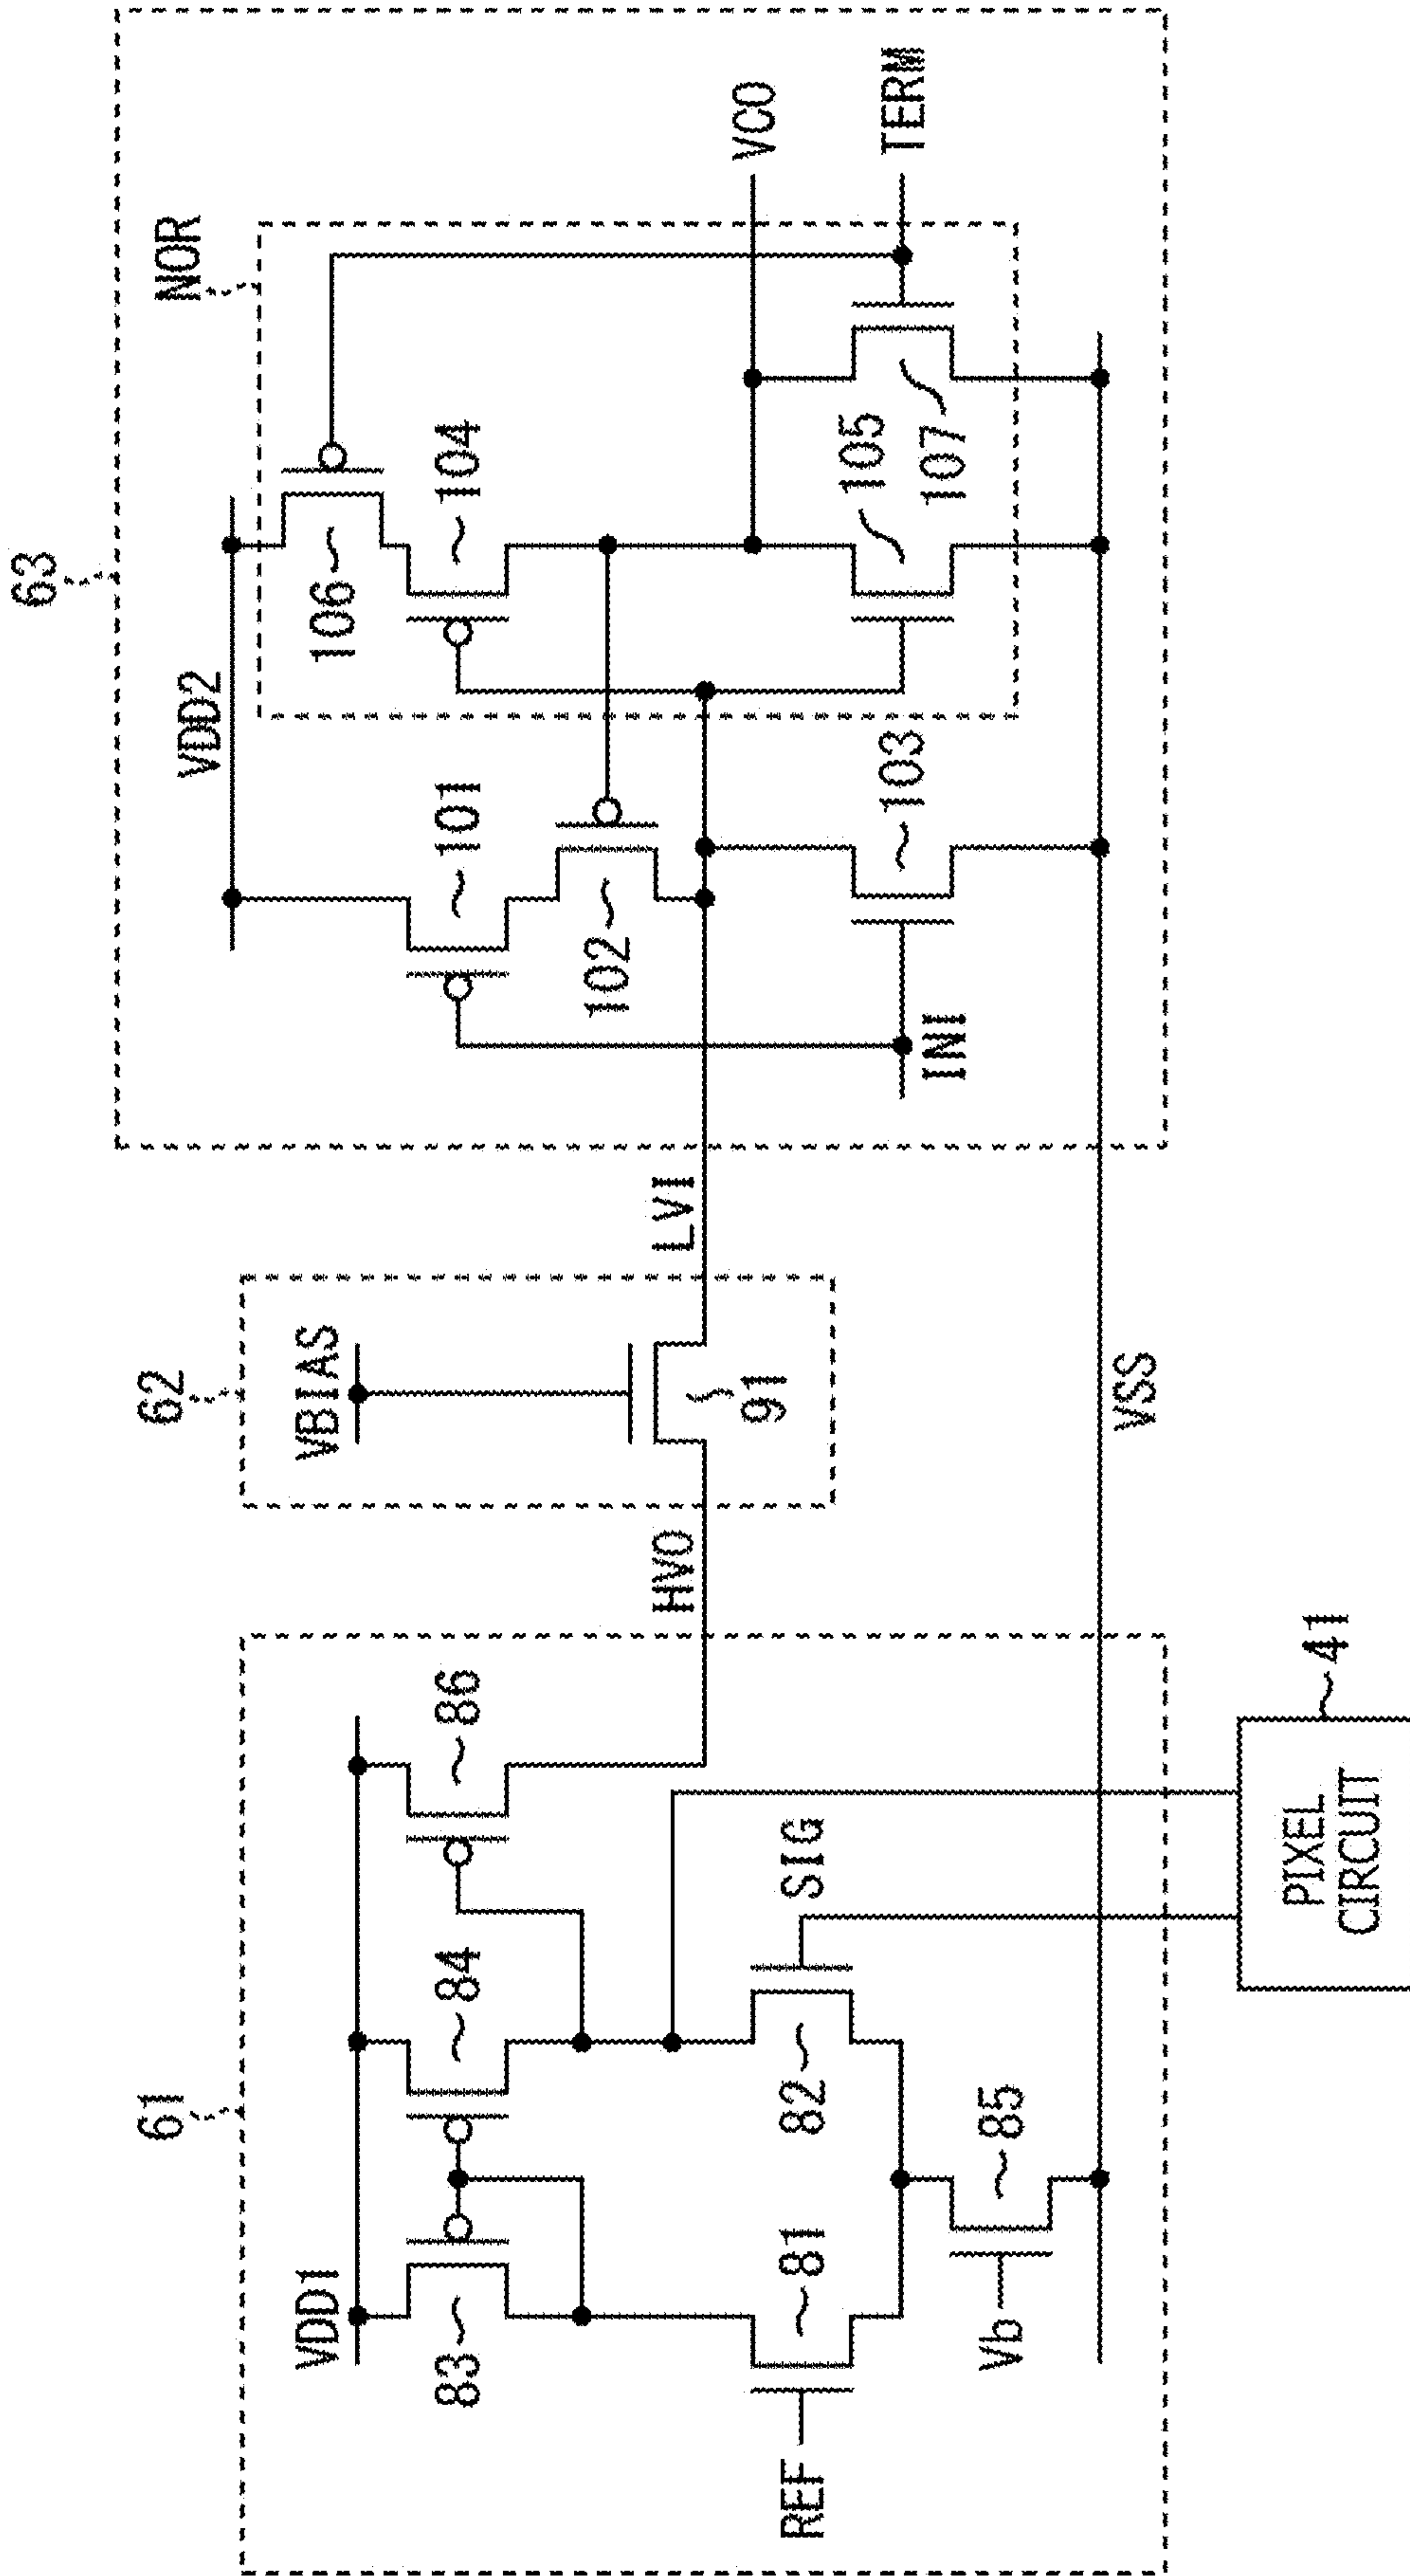 63
NOR
VDD2
106
104
101
102
VCO
105
107
TERM
103
INI
62
VBIAS
LVI
91
HVO
VSS
61
VDD1
83
84
86
SIG
81
82
REF
85
Vb
PIXEL
CIRCUIT
41